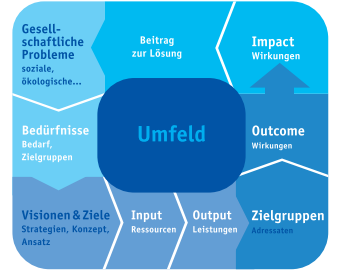 Gesell-
schaftliche
Probleme
soziale,
ökologische...
Beitrag
zur Lösung
Impact
Wirkungen
Bedürfnisse
Bedarf,
Zielgruppen
Umfeld
Outcome
Wirkungen
Visionen & Ziele
Strategien, Konzept,
Ansatz
Input
Ressourcen
Output
Leistungen
Zielgruppen
Adressaten